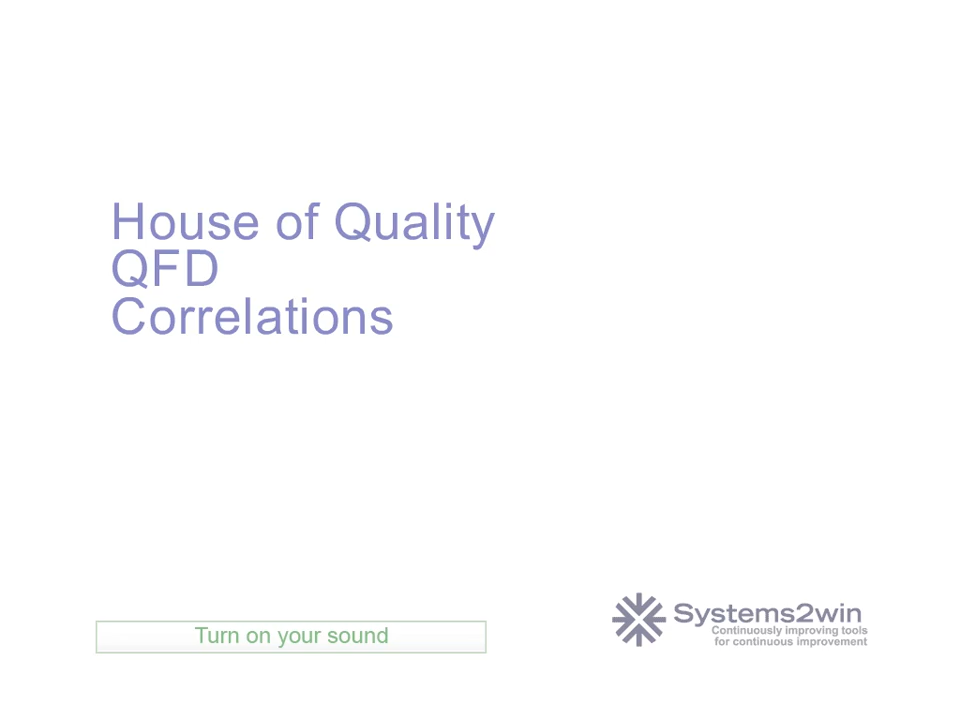 House of Quality
QFD
Correlations
Turn on your sound
Systems2win
Continuously improving tools
for continuous improvement